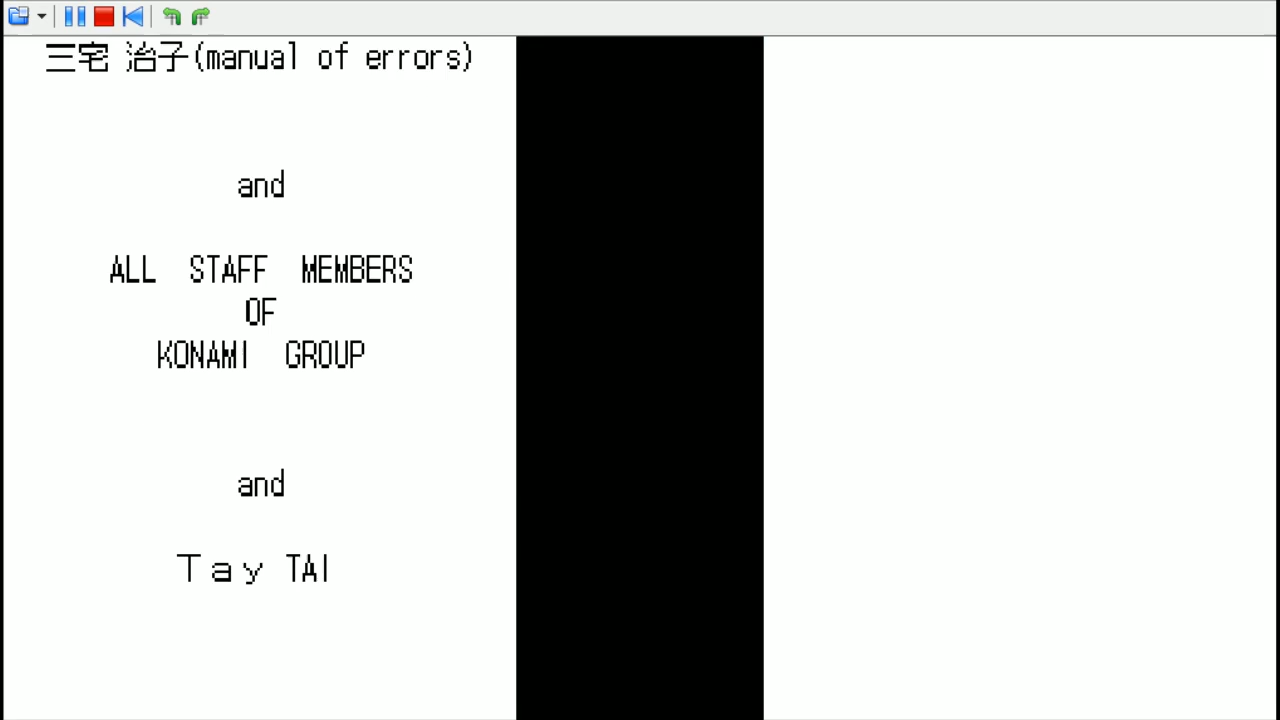 三宅 治子(manual of errors)
and
ALL STAFF MEMBERS
OF
KONAMI GROUP
and
Ｔａｙ TAI